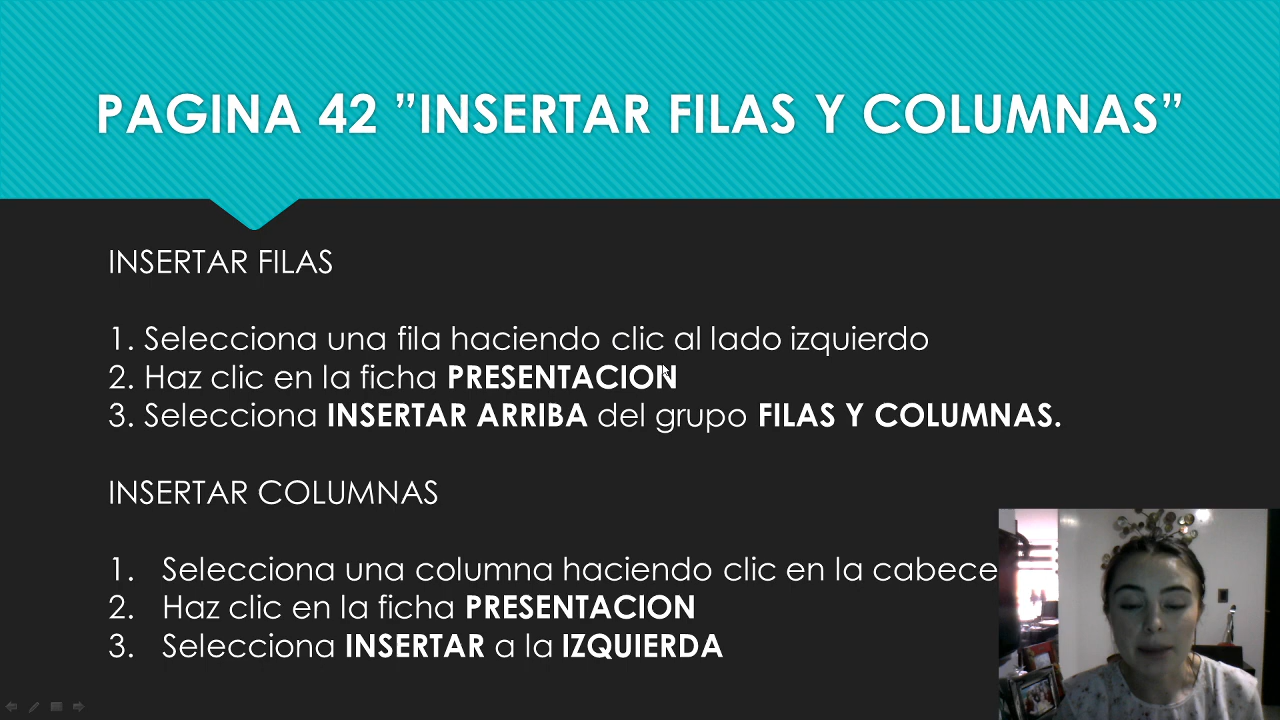 PAGINA 42 ”INSERTAR FILAS Y COLUMNAS”
INSERTAR FILAS
1. Selecciona una fila haciendo clic al lado izquierdo
2. Haz clic en la ficha PRESENTACION
3. Selecciona INSERTAR ARRIBA del grupo FILAS Y COLUMNAS.
INSERTAR COLUMNAS
1. Selecciona una columna haciendo clic en la cabece
2. Haz clic en la ficha PRESENTACION
3. Selecciona INSERTAR a la IZQUIERDA